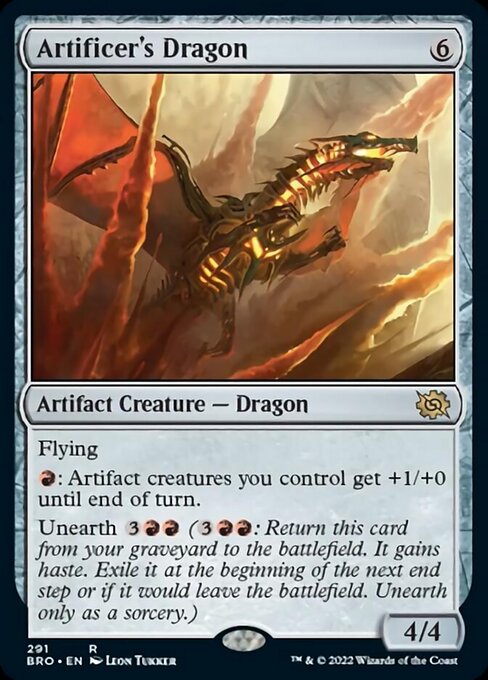 Artificer's Dragon 6
Artifact Creature — Dragon
Flying
: Artifact creatures you control get +1/+0
until end of turn.
Unearth 3 (3: Return this card
from your graveyard to the battlefield. It gains
haste. Exile it at the beginning of the next end
step or if it would leave the battlefield. Unearth
only as a sorcery.)
4/4
291 R
BRO • EN Leon Tukker
™ & © 2022 Wizards of the Coast